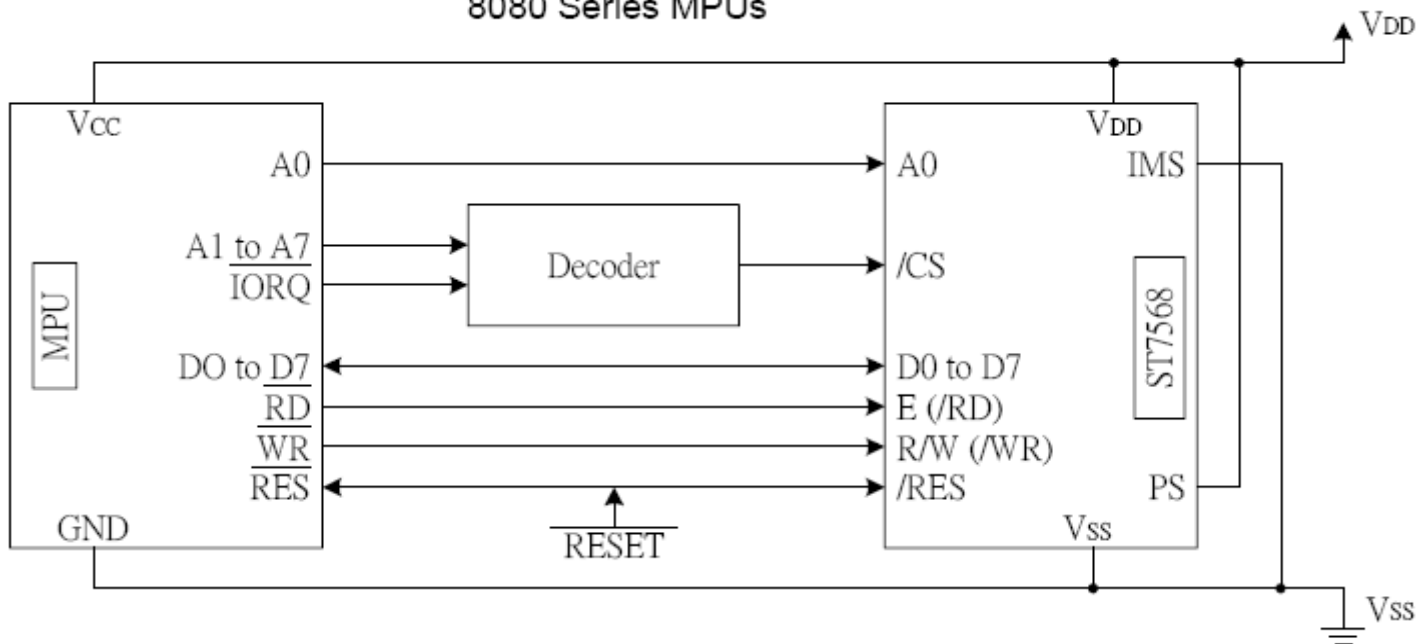 8080 Series MPUs
VDD
VCC
VDD
A0
A0
IMS
A1 to A7
IORQ
Decoder
/CS
MPU
ST7568
DO to D7
D0 to D7
RD
E (/RD)
WR
R/W (/WR)
RES
/RES
PS
GND
RESET
VSS
VSS